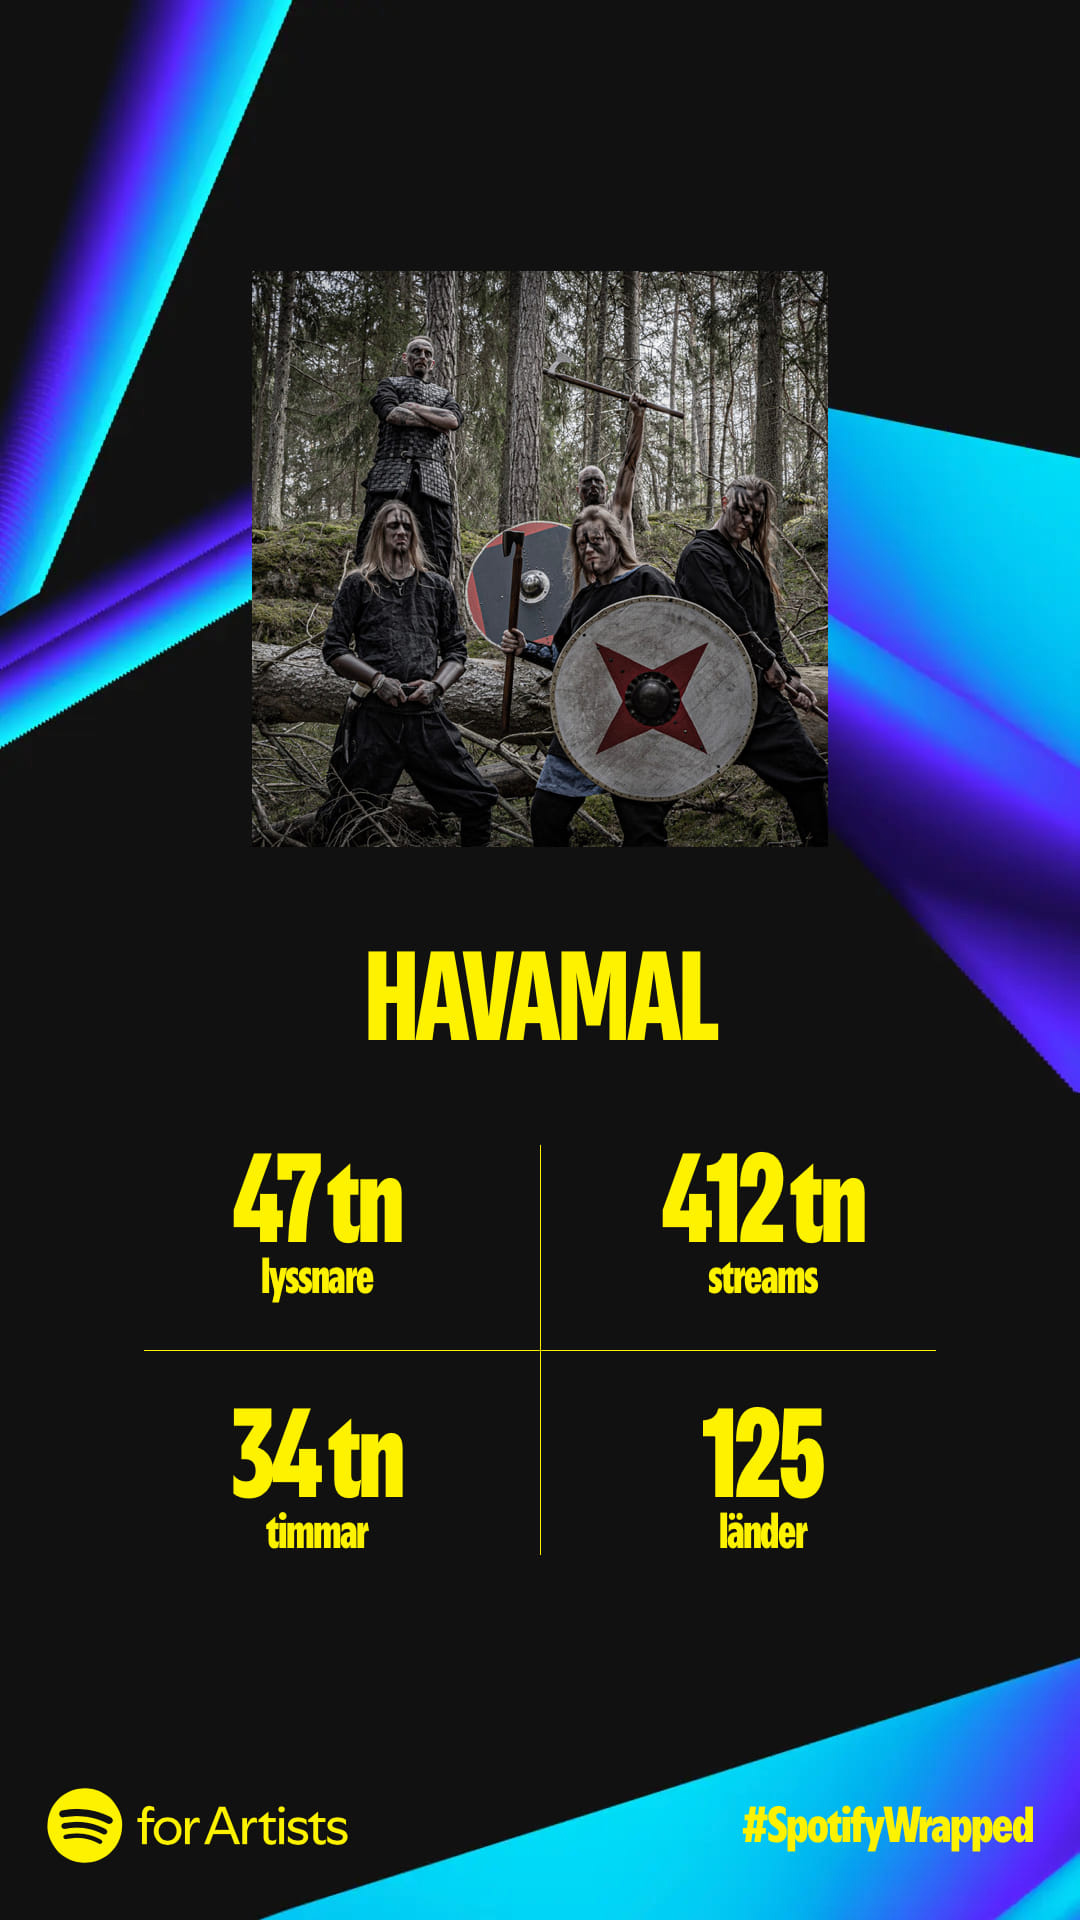 HAVAMAL
47 tn
lyssnare
412 tn
streams
34 tn
timmar
125
länder
for Artists
#SpotifyWrapped